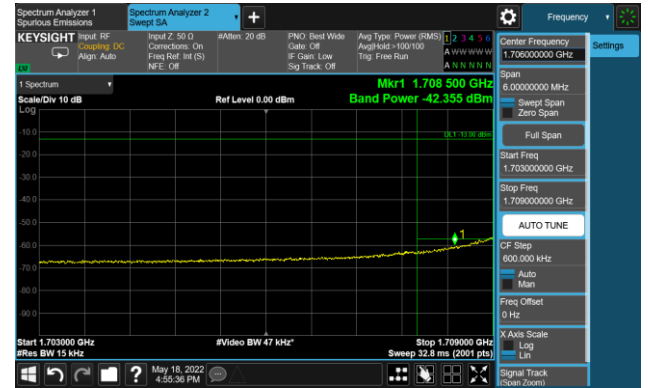 Spectrum Analyzer 1
Spurious Emissions
Spectrum Analyzer 2
Swept SA
Frequency
KEYSIGHT
Input: RF
Coupling: DC
Align: Auto
Input Z: 50 Ω
Corrections: On
Freq Ref: Int (S)
NFE: Off
#Atten: 20 dB
PNO: Best Wide
Gate: Off
IF Gain: Low
Sig Track: Off
Avg Type: Power (RMS)
Avg|Hold >100/100
Trig: Free Run
1 2 3 4 5 6
A W W W W W
A N N N N N
1 Spectrum
Scale/Div 10 dB
Log
Ref Level 0.00 dBm
Mkr1 1.708 500 GHz
Band Power -42.355 dBm
DL1 -13.00 dBm
-10.0
-20.0
-30.0
-40.0
-50.0
-60.0
-70.0
-80.0
-90.0
1
Start 1.703000 GHz
#Res BW 15 kHz
#Video BW 47 kHz*
Stop 1.709000 GHz
Sweep 32.8 ms (2001 pts)
May 18, 2022
4:55:36 PM
Center Frequency
1.706000000 GHz
Settings
Span
6.00000000 MHz
Swept Span
Zero Span
Full Span
Start Freq
1.703000000 GHz
Stop Freq
1.709000000 GHz
AUTO TUNE
CF Step
600.000 kHz
Auto
Man
Freq Offset
0 Hz
X Axis Scale
Log
Lin
Signal Track
(Span Zoom)